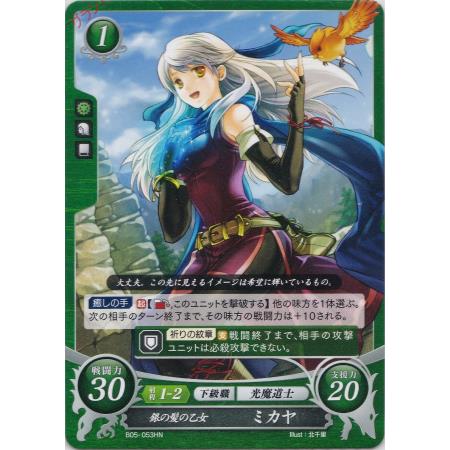 1
大丈夫。この先に見えるイメージは希望に輝いているもの。
癒しの手 起 [このユニットを撃破する] 他の味方を1体選ぶ。
次の相手のターン終了まで、その味方の戦闘力は+10される。
祈りの紋章 支 戦闘終了まで、相手の攻撃
ユニットは必殺攻撃できない。
戦闘力
30
射程 1-2
下級職
光魔道士
支援力
20
銀の髪の乙女
ミカヤ
B05-053HN
Illust:北千里